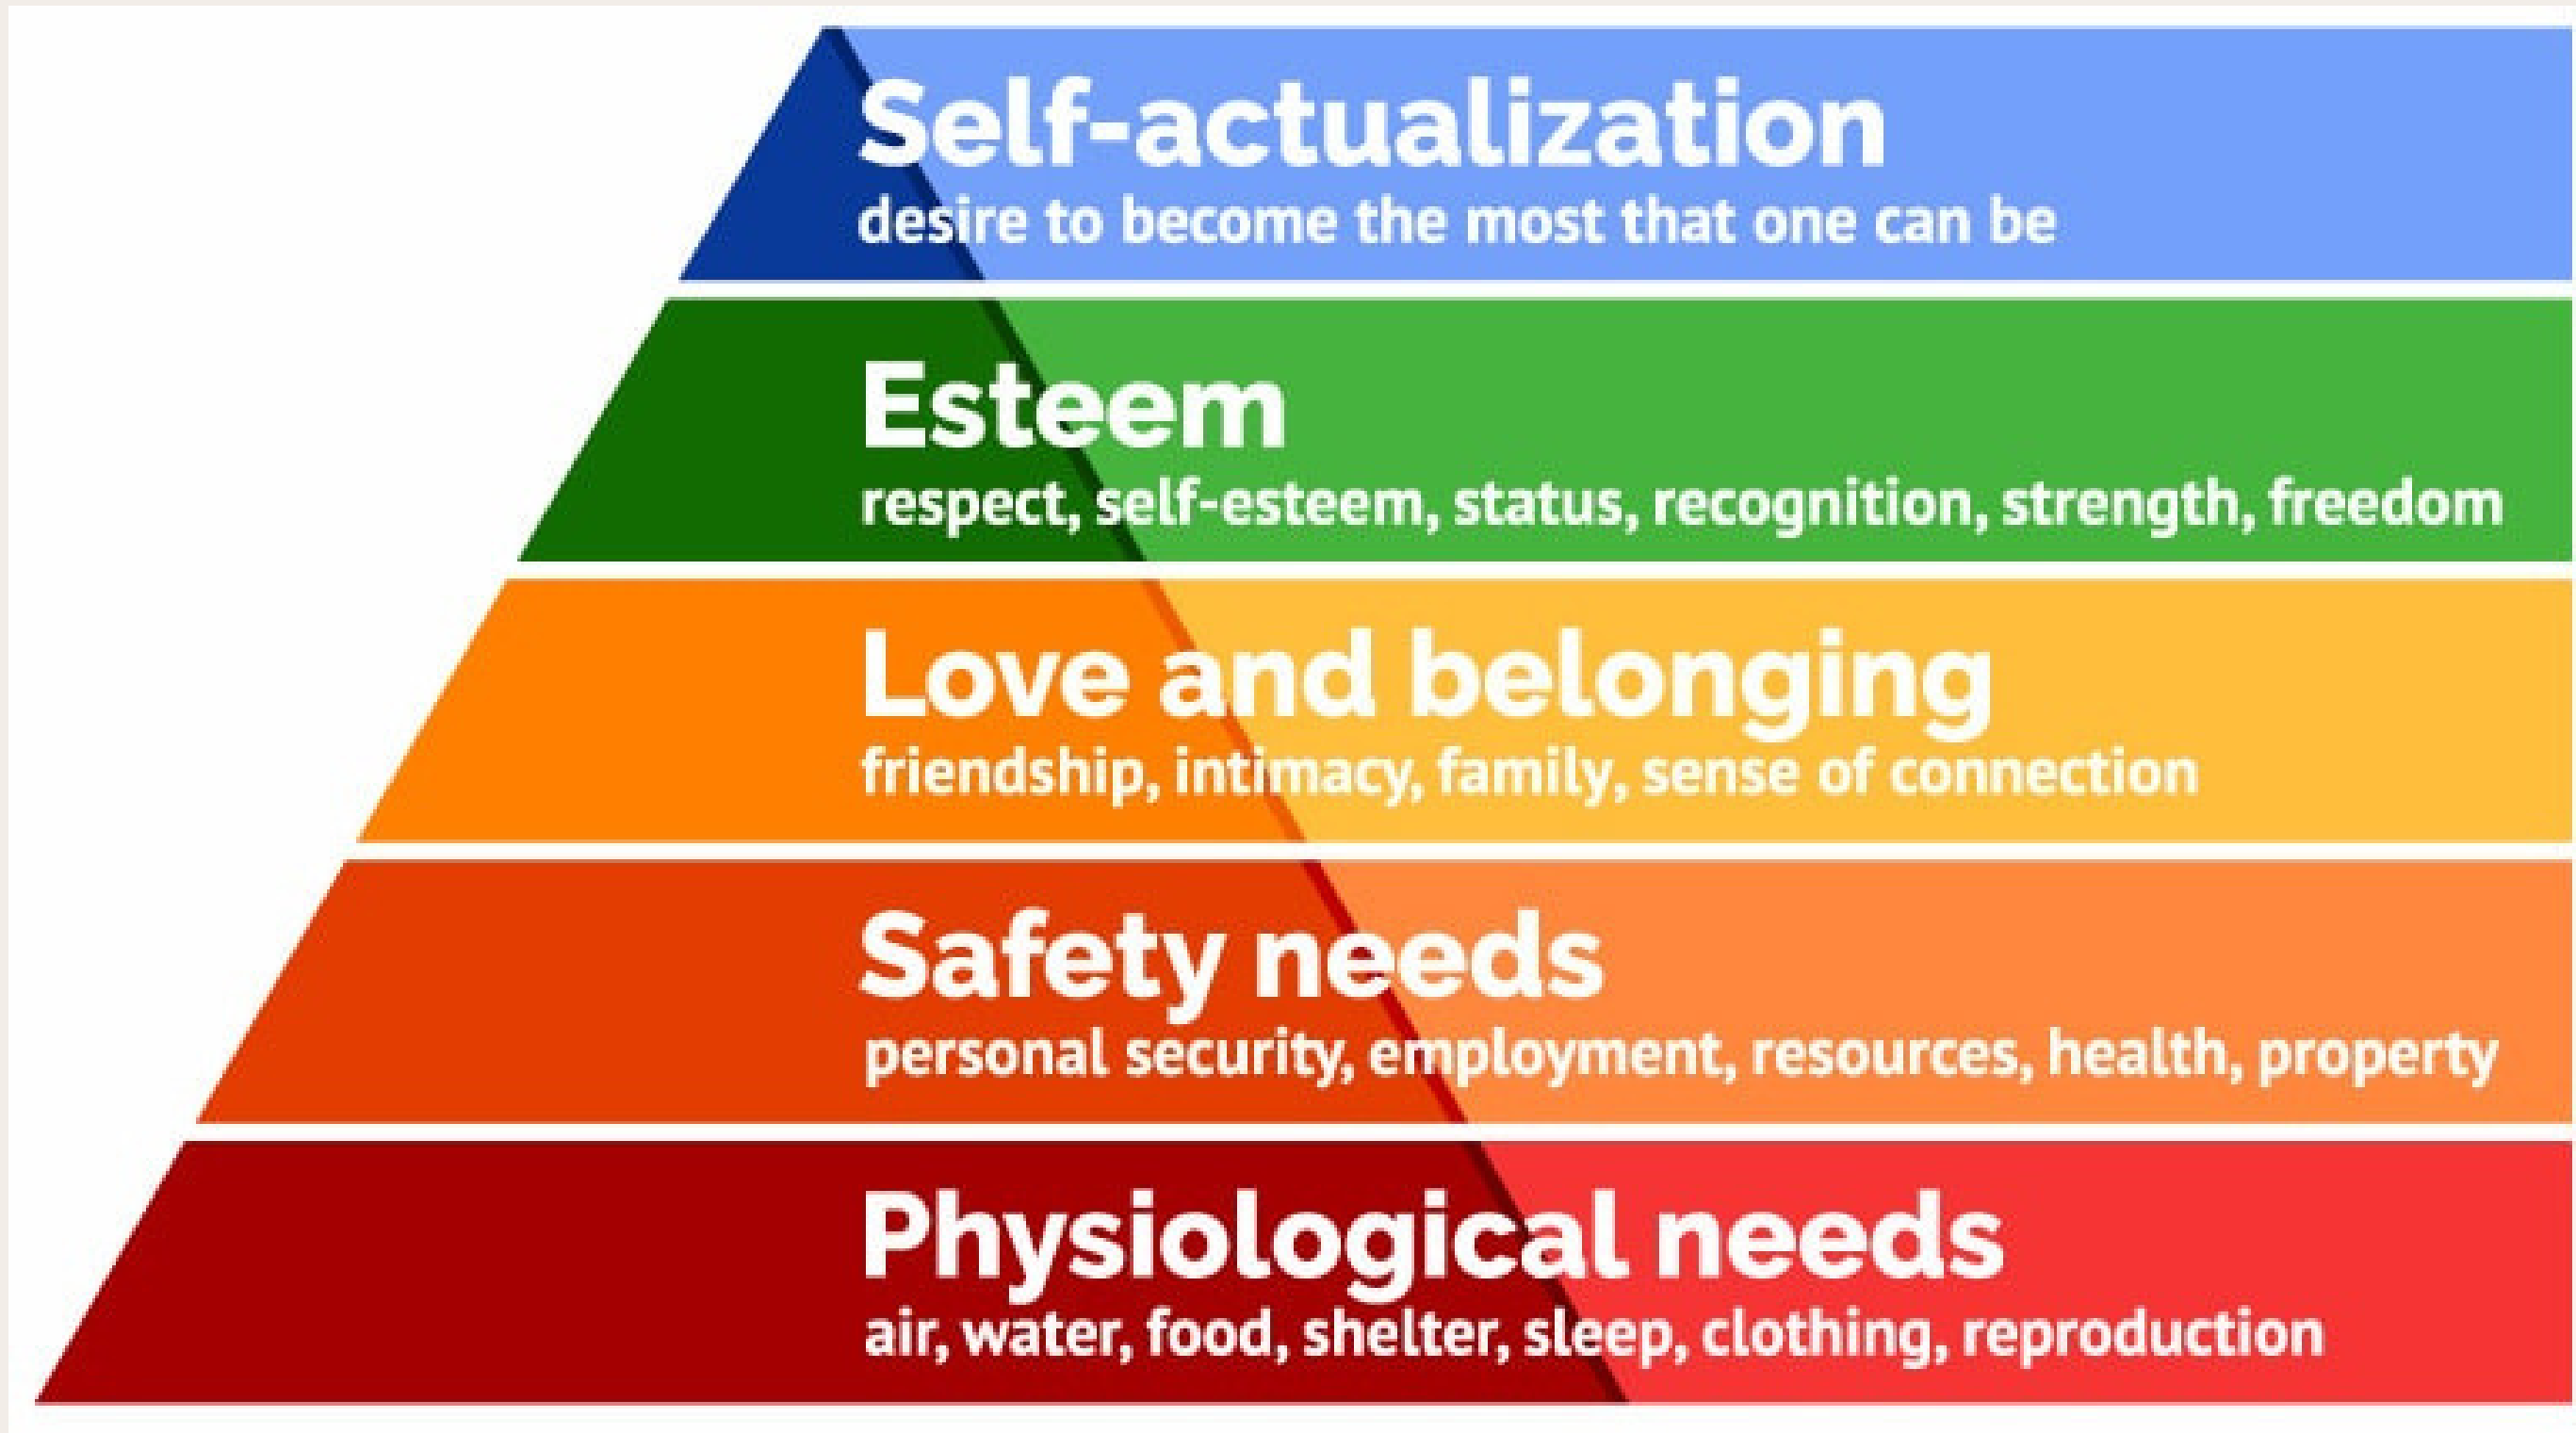 Self-actualization
desire to become the most that one can be
Esteem
respect, self-esteem, status, recognition, strength, freedom
Love and belonging
friendship, intimacy, family, sense of connection
Safety needs
personal security, employment, resources, health, property
Physiological needs
air, water, food, shelter, sleep, clothing, reproduction